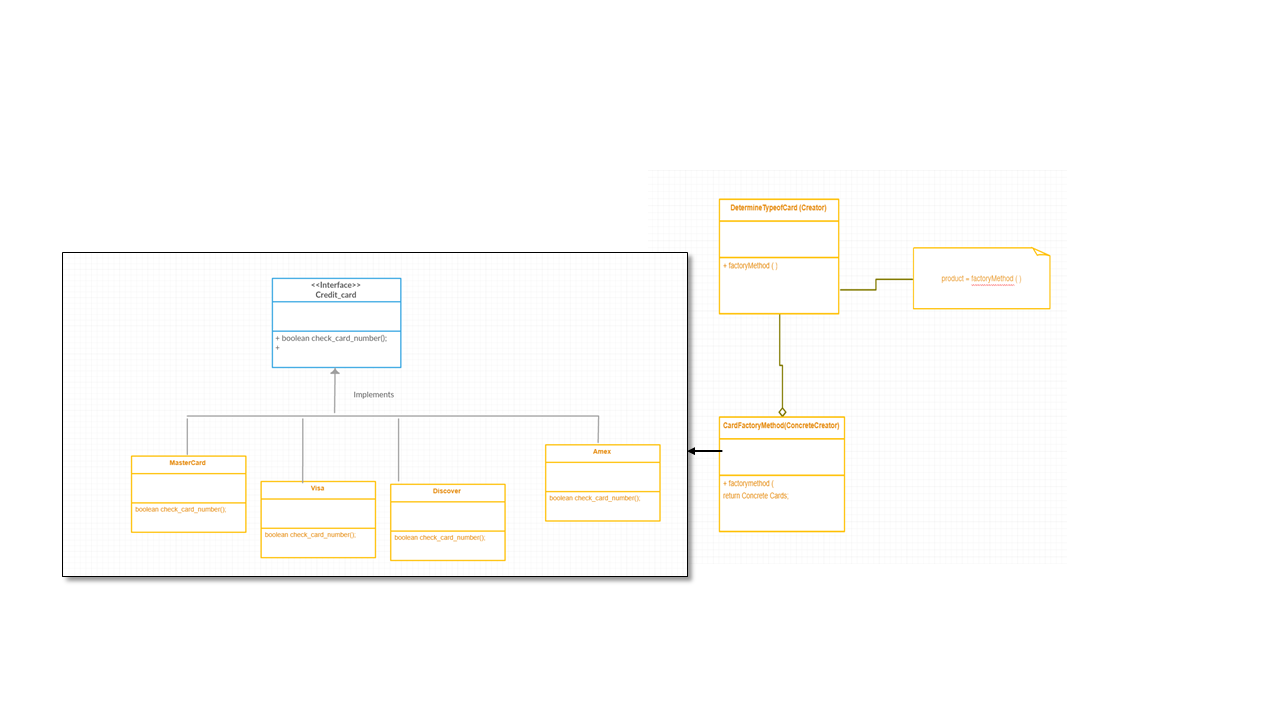 <<Interface>>
Credit_card
+ boolean check_card_number();
+
Implements
MasterCard
boolean check_card_number();
Visa
boolean check_card_number();
Discover
boolean check_card_number();
Amex
boolean check_card_number();
DetermineTypeofCard (Creator)
+ factoryMethod ( )
product = factoryMethod ( )
CardFactoryMethod(ConcreteCreator)
+ factorymethod (
return Concrete Cards;